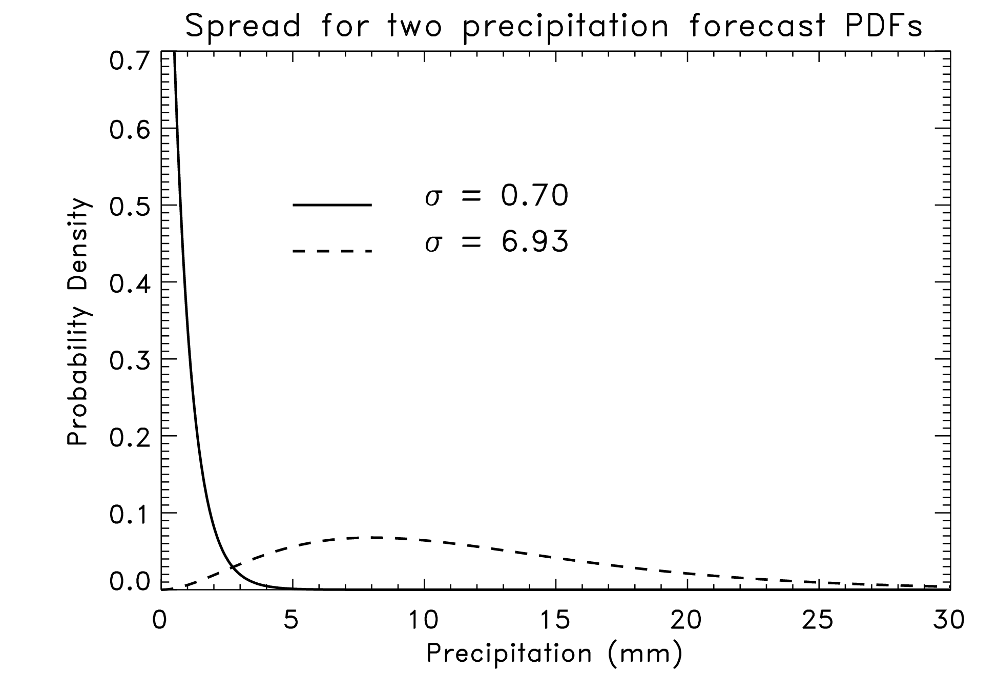 Spread for two precipitation forecast PDFs
0.7
0.6
0.5
0.4
0.3
0.2
0.1
0.0
Probability Density
σ = 0.70
σ = 6.93
0 5 10 15 20 25 30
Precipitation (mm)